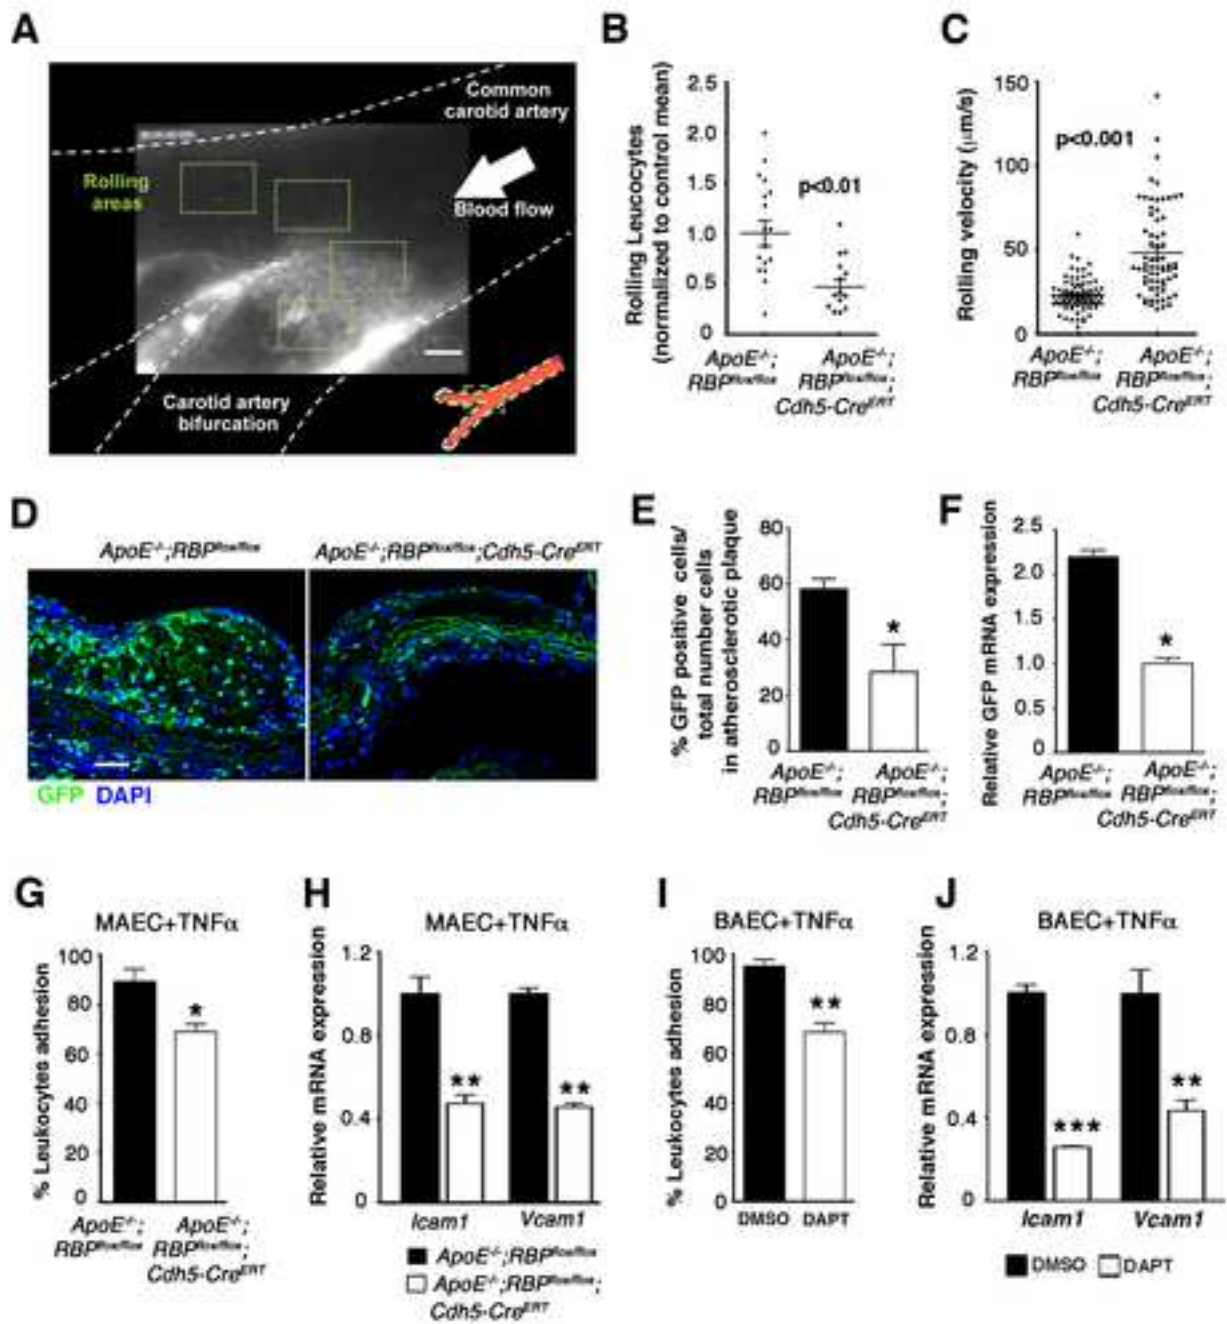 A
Common
carotid artery
Rolling
areas
Blood flow
Carotid artery
bifurcation
B
Rolling Leucocytes
(normalized to control mean)
2.5
2.0
1.0
0.5
0
p<0.01
ApoE-/-;
RBPflox/flox
ApoE-/-;
RBPflox/flox;
Cdh5-CreERT
C
Rolling velocity (μm/s)
150
100
50
0
p<0.001
ApoE-/-;
RBPflox/flox
ApoE-/-;
RBPflox/flox;
Cdh5-CreERT
D
ApoE-/-;RBPflox/flox
ApoE-/-;RBPflox/flox;Cdh5-CreERT
GFP DAPI
E
% GFP positive cells/
total number cells
in atherosclerotic plaque
80
60
40
20
0
*
ApoE-/-;
RBPflox/flox
ApoE-/-;
RBPflox/flox;
Cdh5-CreERT
F
Relative GFP mRNA expression
2.5
2.0
1.5
1.0
0.5
0
*
ApoE-/-;
RBPflox/flox
ApoE-/-;
RBPflox/flox;
Cdh5-CreERT
G
MAEC+TNFα
% Leukocytes adhesion
100
80
60
40
20
0
*
ApoE-/-;
RBPflox/flox
ApoE-/-;
RBPflox/flox;
Cdh5-CreERT
H
MAEC+TNFα
Relative mRNA expression
1.2
0.8
0.4
0
**
**
Icam1
Vcam1
ApoE-/-;RBPflox/flox
ApoE-/-;RBPflox/flox;
Cdh5-CreERT
I
BAEC+TNFα
% Leukocytes adhesion
100
80
60
40
20
0
**
DMSO DAPT
J
BAEC+TNFα
Relative mRNA expression
1.2
0.8
0.4
0
***
**
Icam1
Vcam1
DMSO DAPT